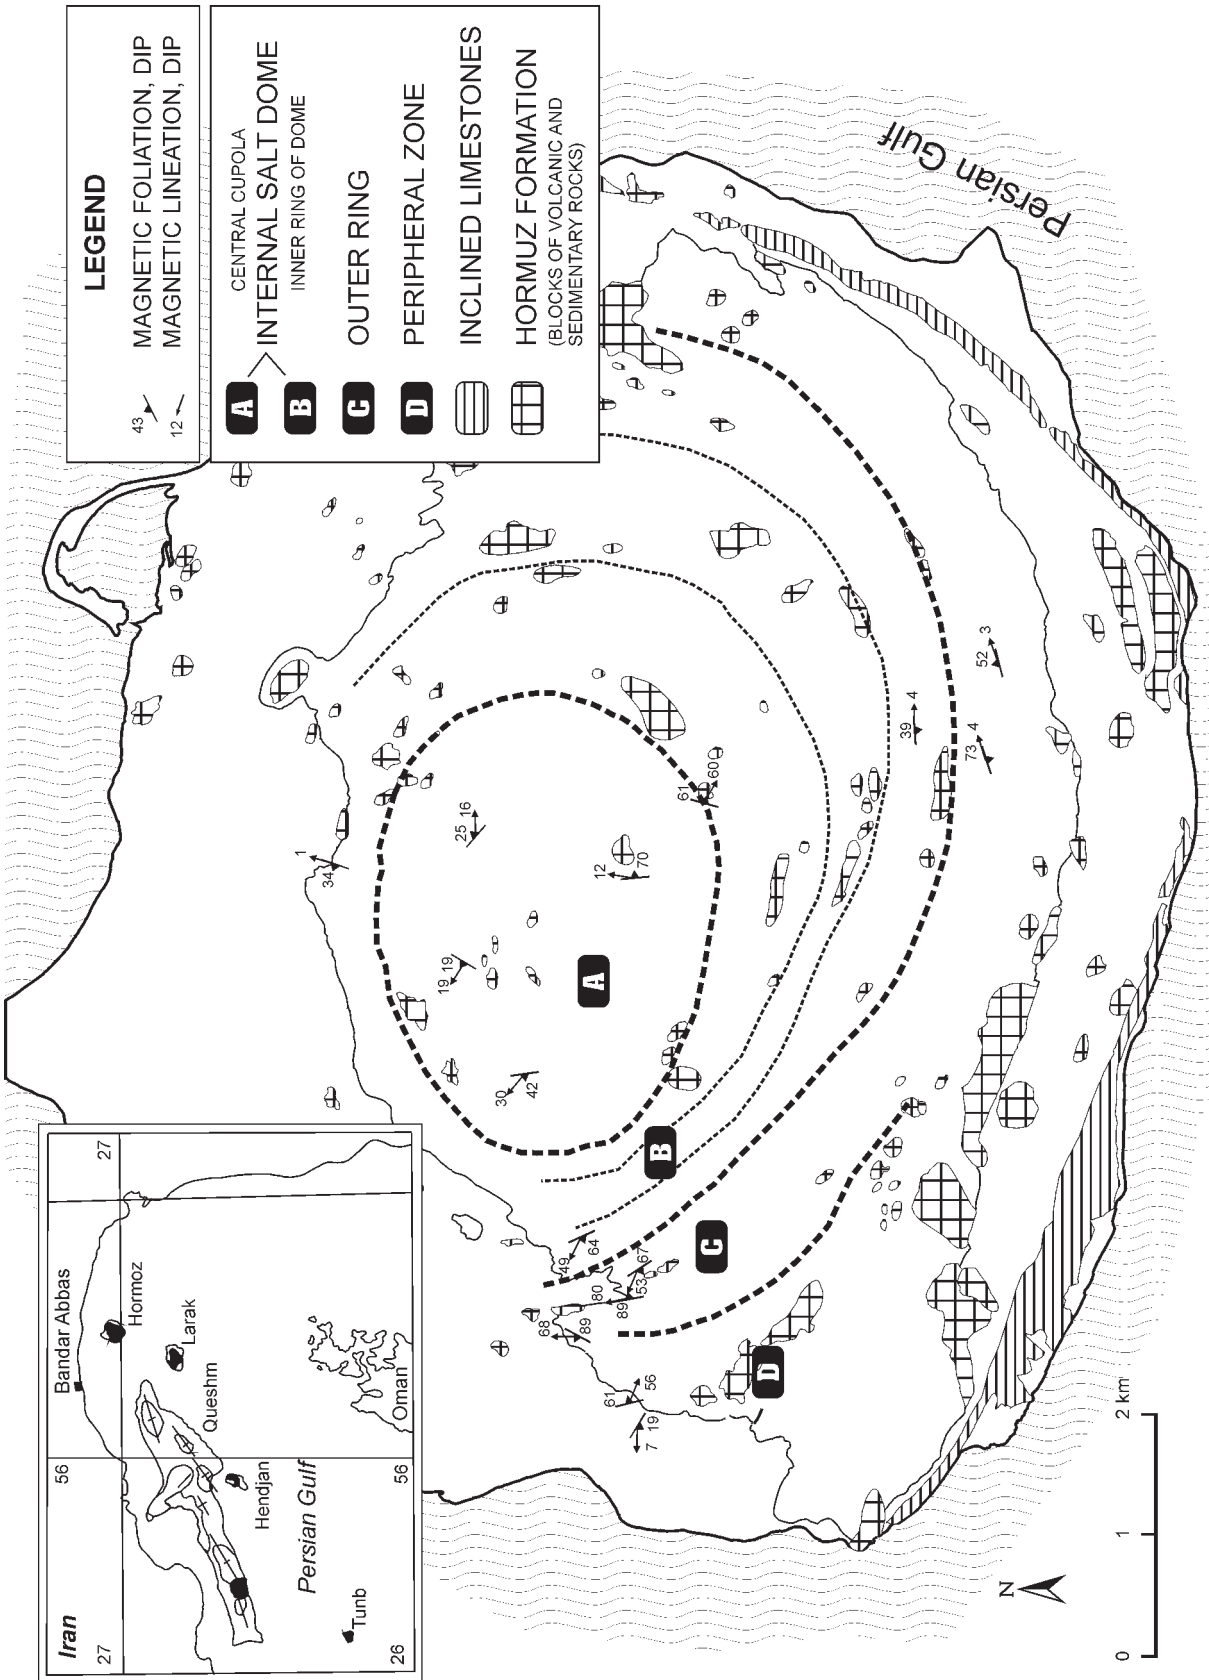 LEGEND
43 MAGNETIC FOLIATION, DIP
12 MAGNETIC LINEATION, DIP
CENTRAL CUPOLA
A INTERNAL SALT DOME
B INNER RING OF DOME
C OUTER RING
D PERIPHERAL ZONE
INCLINED LIMESTONES
HORMUZ FORMATION
(BLOCKS OF VOLCANIC AND
SEDIMENTARY ROCKS)
Iran
27
56
Bandar Abbas
27
Hormoz
Larak
Queshm
Hendjan
Persian Gulf
Tunb
Oman
26
56
Persian Gulf
1
34
25 16
19 19
12
70
61
60
30
42
A
B
C
D
49
64
67
53
80
89
68
89
61
56
7 19
39 4
52 3
73 4
N
0 1 2 km